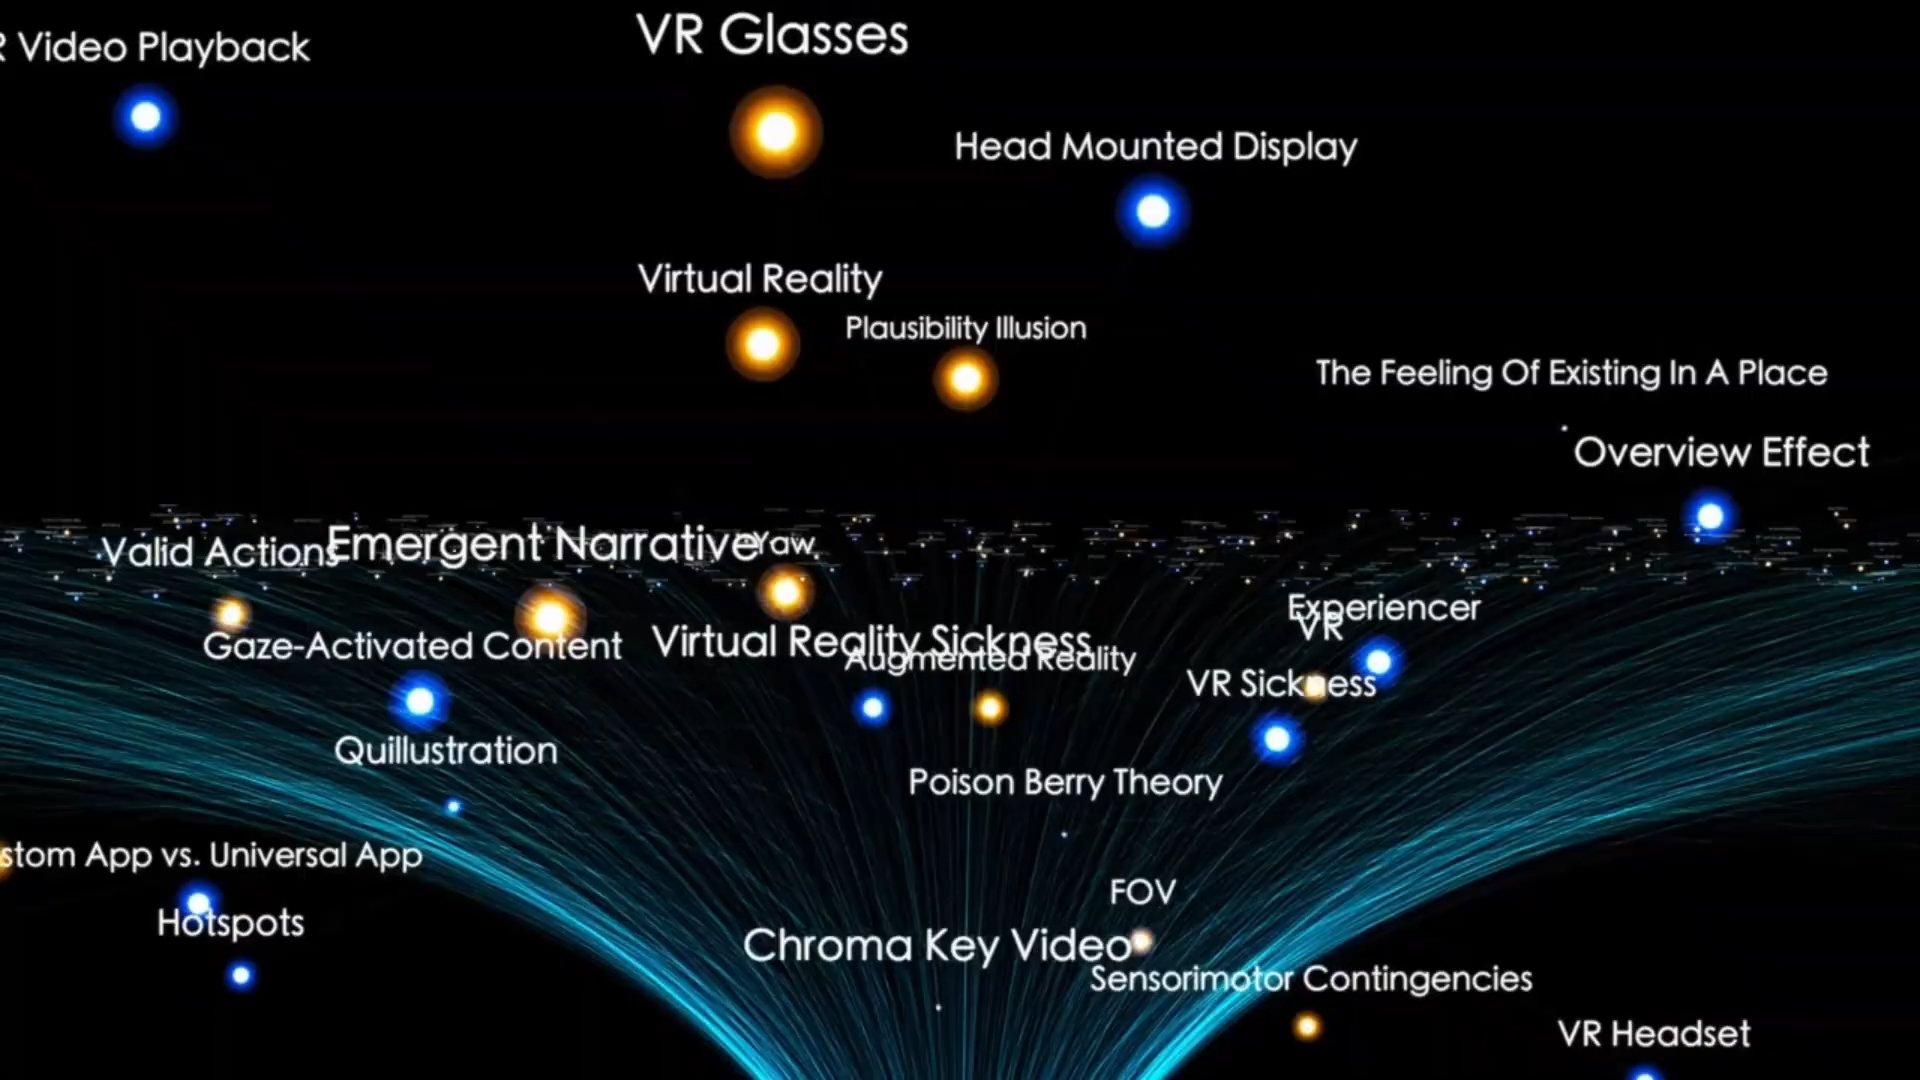 VR Glasses
R Video Playback
Head Mounted Display
Virtual Reality
Plausibility Illusion
The Feeling Of Existing In A Place
Overview Effect
Valid Actions
Emergent Narrative
Yaw
Experiencer
VR
Gaze-Activated Content
Virtual Reality Sickness
Augmented Reality
VR Sickness
Quillustration
Poison Berry Theory
stom App vs. Universal App
FOV
Hotspots
Chroma Key Video
Sensorimotor Contingencies
VR Headset